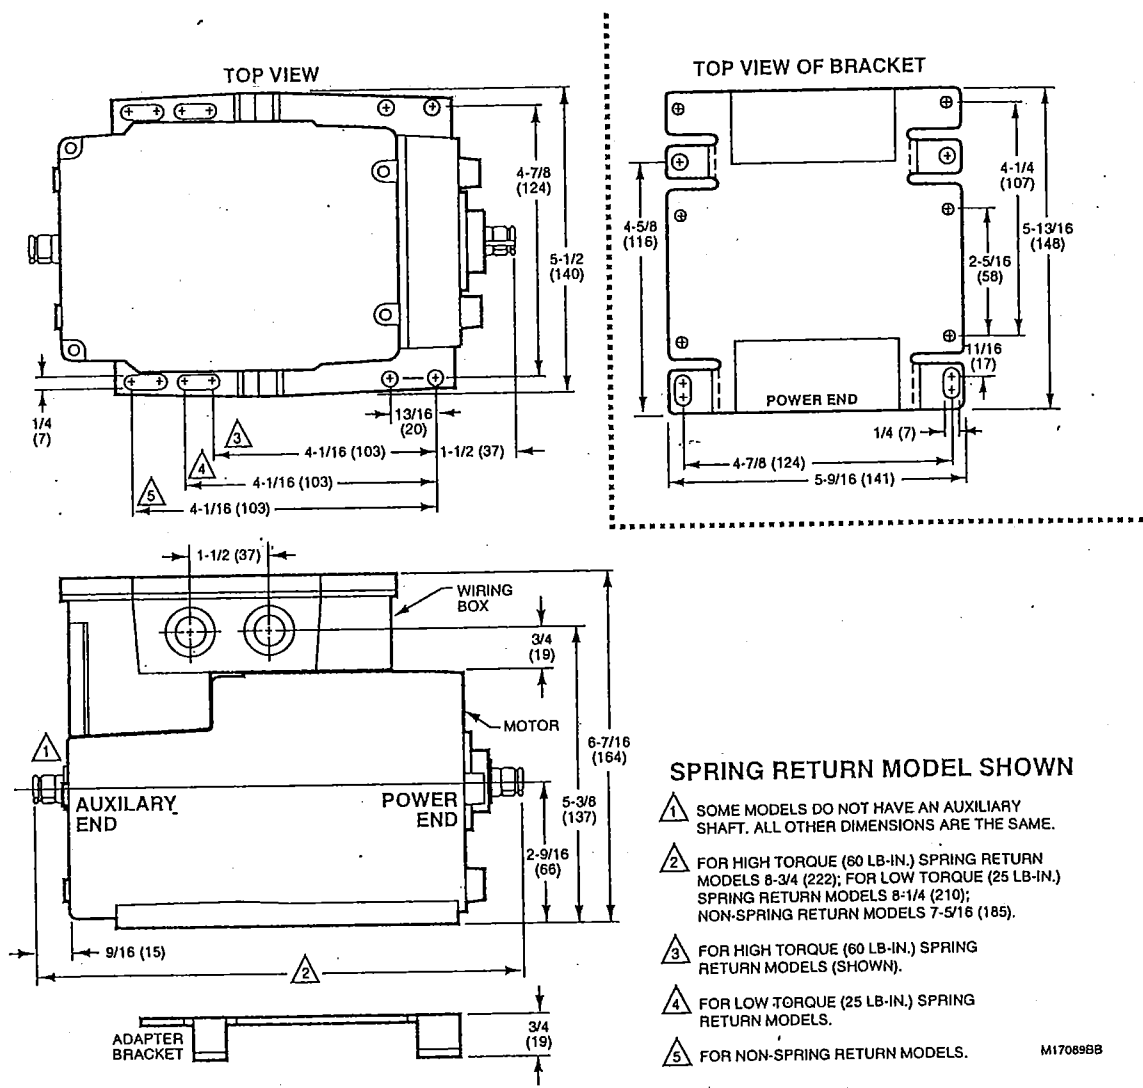 TOP VIEW
4-7/8
(124)
5-1/2
(140)
1/4
(7)
13/16
(20)
3
4-1/16 (103)
1-1/2 (37)
4
4-1/16 (103)
5
4-1/16 (103)
TOP VIEW OF BRACKET
4-5/8
(116)
4-1/4
(107)
5-13/16
(148)
2-5/16
(58)
11/16
(17)
POWER END
1/4 (7)
4-7/8 (124)
5-9/16 (141)
1-1/2 (37)
WIRING
BOX
3/4
(19)
MOTOR
6-7/16
(164)
1
AUXILARY
END
POWER
END
5-3/8
(137)
2-9/16
(66)
9/16 (15)
2
ADAPTER
BRACKET
3/4
(19)
SPRING RETURN MODEL SHOWN
1 SOME MODELS DO NOT HAVE AN AUXILIARY
SHAFT. ALL OTHER DIMENSIONS ARE THE SAME.
2 FOR HIGH TORQUE (60 LB-IN.) SPRING RETURN
MODELS 8-3/4 (222); FOR LOW TORQUE (25 LB-IN.)
SPRING RETURN MODELS 8-1/4 (210);
NON-SPRING RETURN MODELS 7-5/16 (185).
3 FOR HIGH TORQUE (60 LB-IN.) SPRING
RETURN MODELS (SHOWN).
4 FOR LOW TORQUE (25 LB-IN.) SPRING
RETURN MODELS.
5 FOR NON-SPRING RETURN MODELS.
M17089BB